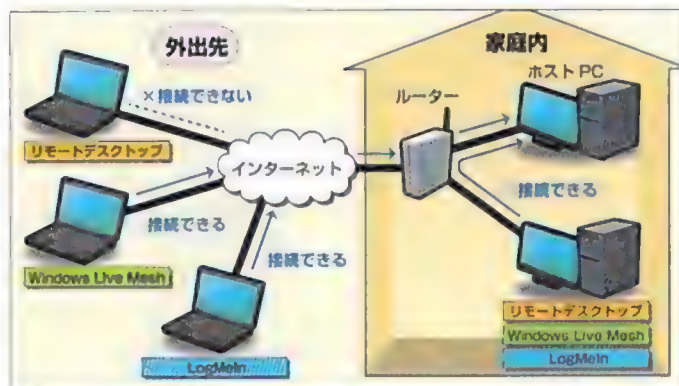 外出先
家庭内
ホストPC
×接続できない
ルーター
リモートデスクトップ
インターネット
接続できる
接続できる
Windows Live Mesh
接続できる
リモートデスクトップ
Windows Live Mesh
LogMeIn
LogMeIn